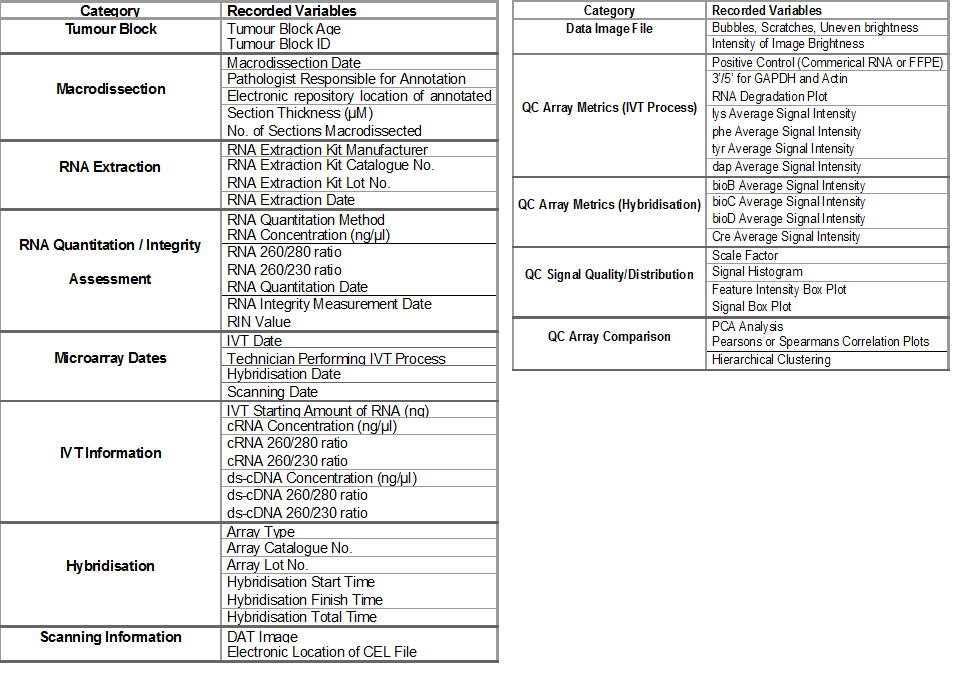 Category Recorded Variables
Tumour Block Tumour Block Age
Tumour Block ID
Macrodissection Macrodissection Date
Pathologist Responsible for Annotation
Electronic repository location of annotated
Section Thickness (µM)
No. of Sections Macrodissected
RNA Extraction RNA Extraction Kit Manufacturer
RNA Extraction Kit Catalogue No.
RNA Extraction Kit Lot No.
RNA Extraction Date
RNA Quantitation / Integrity Assessment RNA Quantitation Method
RNA Concentration (ng/µl)
RNA 260/280 ratio
RNA 260/230 ratio
RNA Quantitation Date
RNA Integrity Measurement Date
RIN Value
Microarray Dates IVT Date
Technician Performing IVT Process
Hybridisation Date
Scanning Date
IVT Information IVT Starting Amount of RNA (ng)
cRNA Concentration (ng/µl)
cRNA 260/280 ratio
cRNA 260/230 ratio
ds-cDNA Concentration (ng/µl)
ds-cDNA 260/280 ratio
ds-cDNA 260/230 ratio
Hybridisation Array Type
Array Catalogue No.
Array Lot No.
Hybridisation Start Time
Hybridisation Finish Time
Hybridisation Total Time
Scanning Information DAT Image
Electronic Location of CEL File
Category Recorded Variables
Data Image File Bubbles, Scratches, Uneven brightness
Intensity of Image Brightness
QC Array Metrics (IVT Process) Positive Control (Commerical RNA or FFPE)
3'/5' for GAPDH and Actin
RNA Degradation Plot
lys Average Signal Intensity
phe Average Signal Intensity
tyr Average Signal Intensity
dap Average Signal Intensity
QC Array Metrics (Hybridisation) bioB Average Signal Intensity
bioC Average Signal Intensity
bioD Average Signal Intensity
Cre Average Signal Intensity
QC Signal Quality/Distribution Scale Factor
Signal Histogram
Feature Intensity Box Plot
Signal Box Plot
QC Array Comparison PCA Analysis
Pearsons or Spearmans Correlation Plots
Hierarchical Clustering